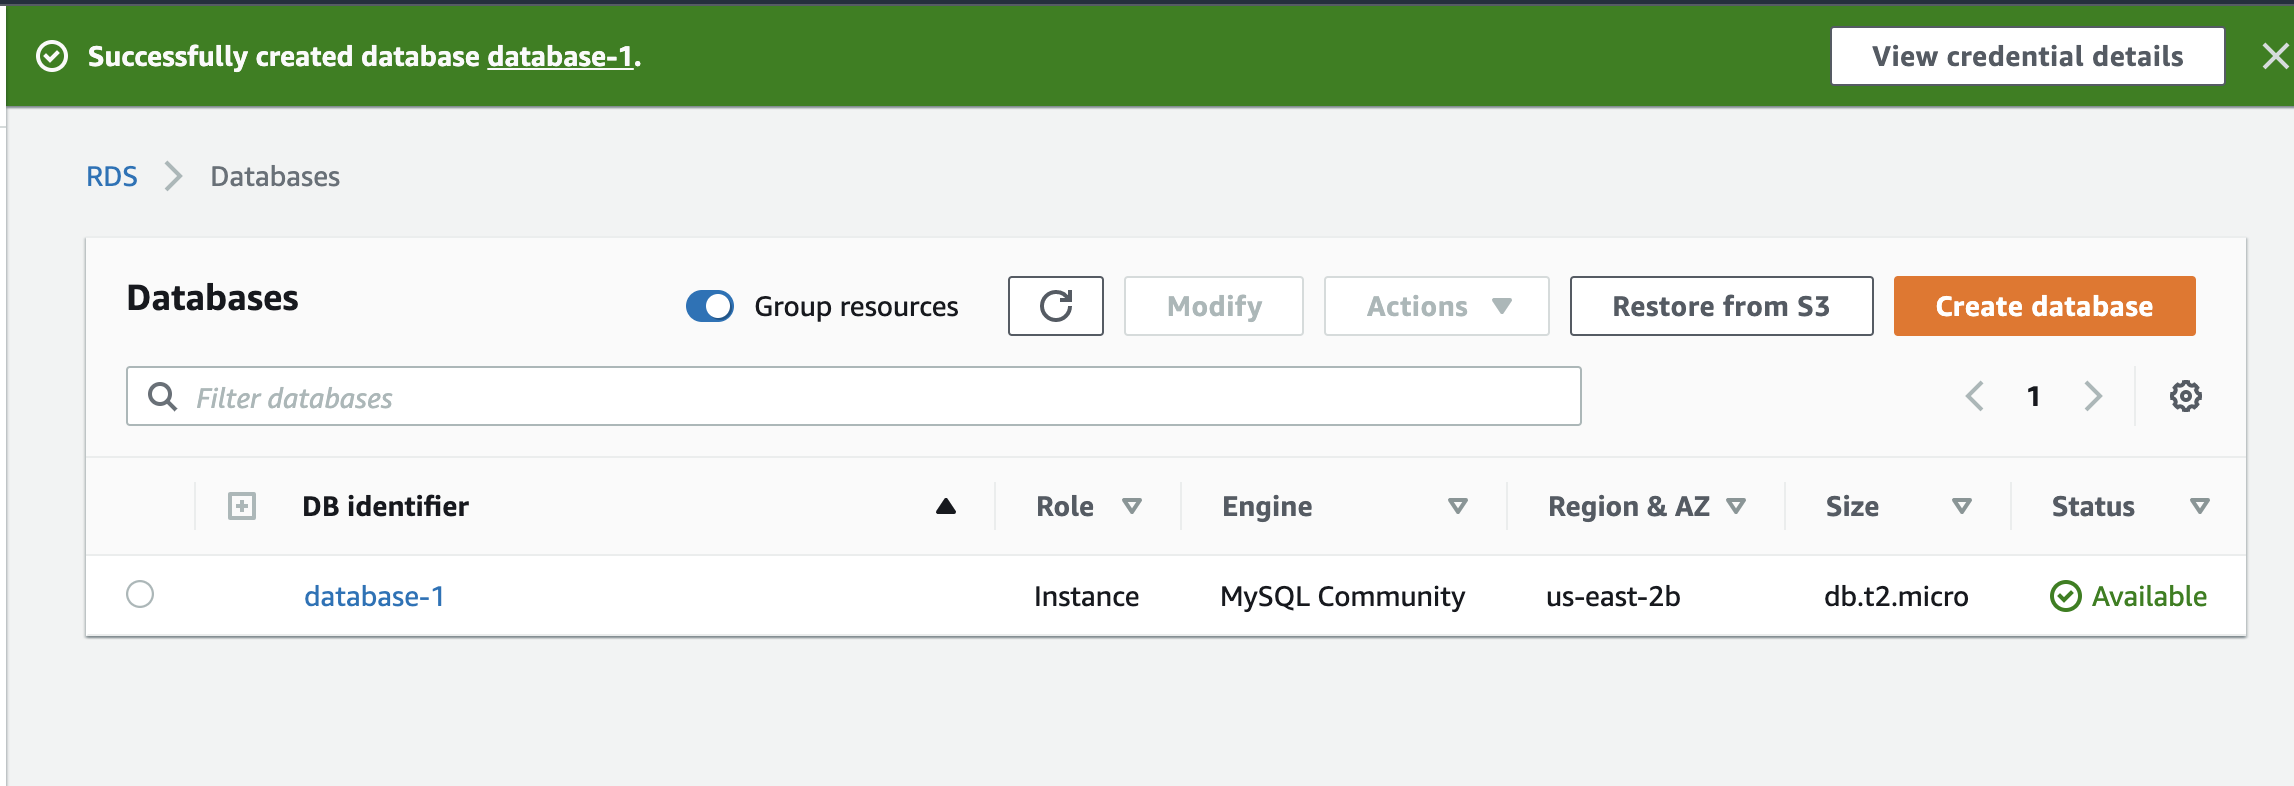 Successfully created database database-1.
View credential details
RDS
Databases
Databases
Group resources
Modify
Actions
Restore from S3
Create database
Filter databases
1
DB identifier
Role
Engine
Region & AZ
Size
Status
database-1
Instance
MySQL Community
us-east-2b
db.t2.micro
Available